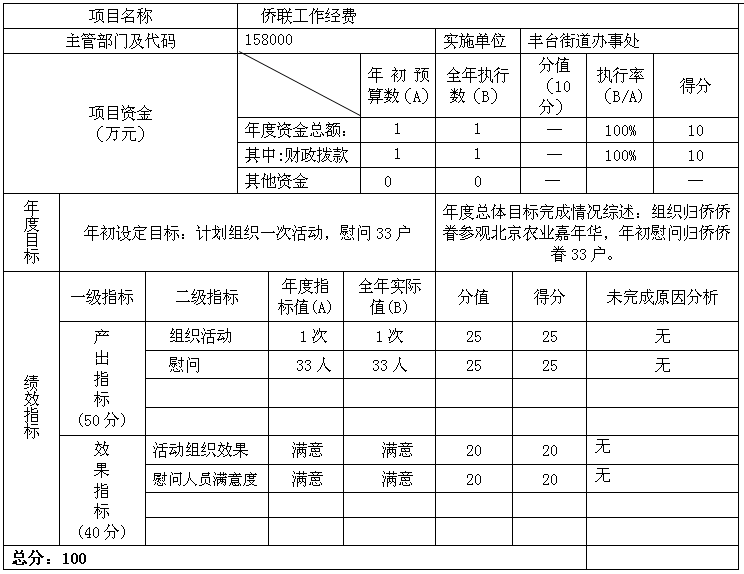 项目名称 侨联工作经费
主管部门及代码 158000 实施单位 丰台街道办事处
项目资金
（万元）
年 初 预
算数（A）
全年执行
数（B）
分值
（10
分）
执行率
（B/A）
得分
年度资金总额： 1 1 — 100% 10
其中:财政拨款 1 1 — 100% 10
其他资金 0 0 — —
年度目标
年初设定目标：计划组织一次活动，慰问33户
年度总体目标完成情况综述：组织归侨侨
眷参观北京农业嘉年华，年初慰问归侨侨
眷33户。
绩效指标
一级指标 二级指标
年度指
标值(A)
全年实际
值(B)
分值 得分 未完成原因分析
产
出
指
标
(50分)
组织活动 1次 1次 25 25 无
慰问 33人 33人 25 25 无
效
果
指
标
(40分)
活动组织效果 满意 满意 20 20 无
慰问人员满意度 满意 满意 20 20 无
总分：100